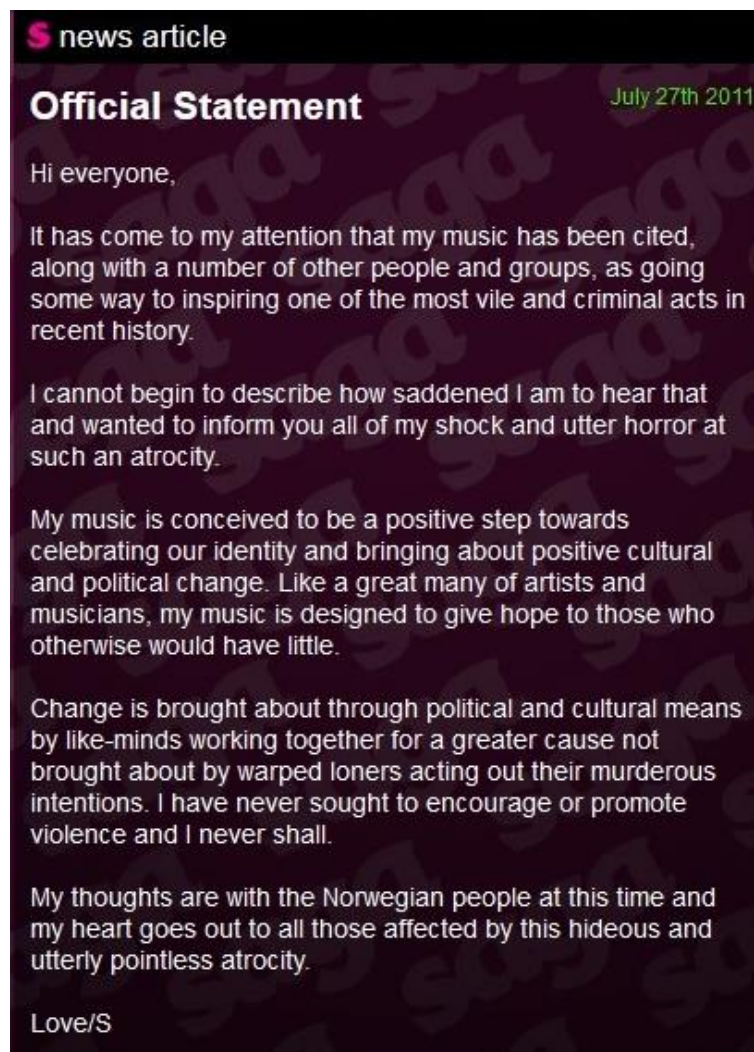 S news article
Official Statement
July 27th 2011
Hi everyone,
It has come to my attention that my music has been cited,
along with a number of other people and groups, as going
some way to inspiring one of the most vile and criminal acts in
recent history.
I cannot begin to describe how saddened I am to hear that
and wanted to inform you all of my shock and utter horror at
such an atrocity.
My music is conceived to be a positive step towards
celebrating our identity and bringing about positive cultural
and political change. Like a great many of artists and
musicians, my music is designed to give hope to those who
otherwise would have little.
Change is brought about through political and cultural means
by like-minds working together for a greater cause not
brought about by warped loners acting out their murderous
intentions. I have never sought to encourage or promote
violence and I never shall.
My thoughts are with the Norwegian people at this time and
my heart goes out to all those affected by this hideous and
utterly pointless atrocity.
Love/S